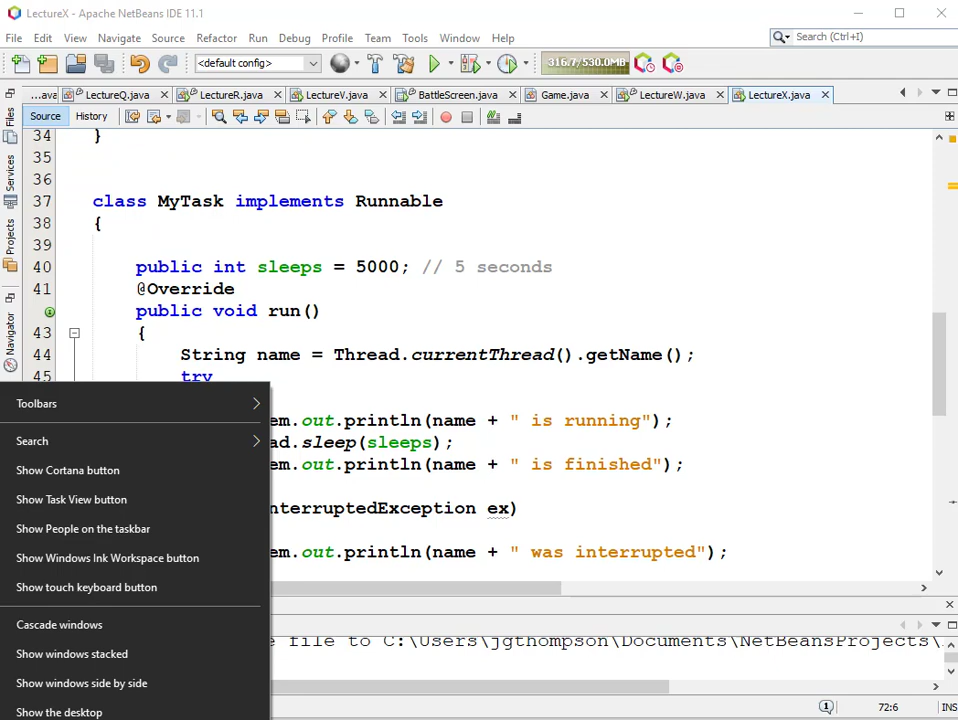 LectureX - Apache NetBeans IDE 11.1
File Edit View Navigate Source Refactor Run Debug Profile Team Tools Window Help
Search (Ctrl+I)
<default config>
316.7/530.0MB
...ava LectureQ.java LectureR.java LectureV.java BattleScreen.java Game.java LectureW.java LectureX.java
Source History
Files
Services
Projects
Navigator
34 }
35
36
37 class MyTask implements Runnable
38 {
39
40 public int sleeps = 5000; // 5 seconds
41 @Override
public void run()
43 {
44 String name = Thread.currentThread().getName();
45 try
em.out.println(name + " is running");
ad.sleep(sleeps);
em.out.println(name + " is finished");
nterruptedException ex)
em.out.println(name + " was interrupted");
Toolbars
Search
Show Cortana button
Show Task View button
Show People on the taskbar
Show Windows Ink Workspace button
Show touch keyboard button
Cascade windows
Show windows stacked
Show windows side by side
Show the desktop
e file to C:\Users\jgthompson\Documents\NetBeansProjects\
72:6 INS